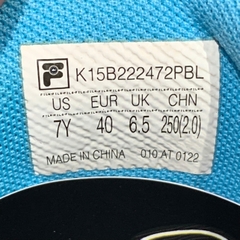 K15B222472PBL
US EUR UK CHN
7Y 40 6.5 250(2.0)
MADE IN CHINA 010 AT 0122